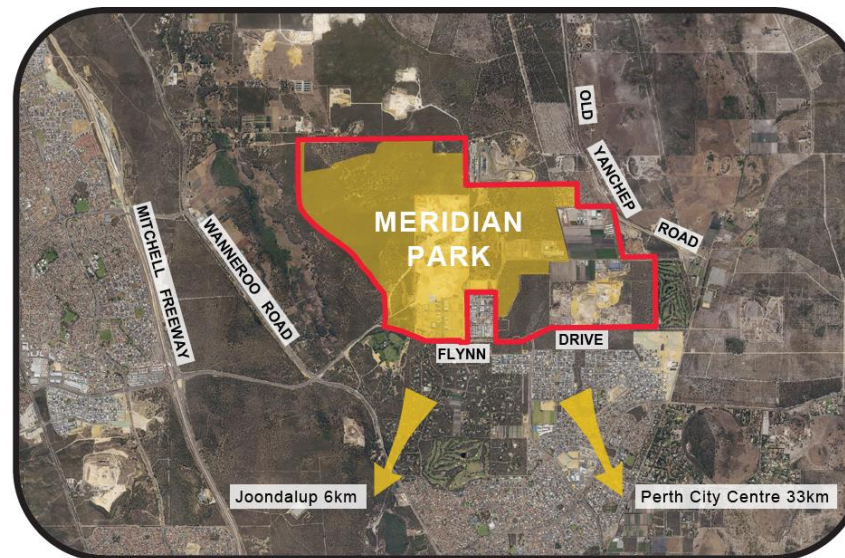 OLD
YANCHEP
ROAD
MERIDIAN
PARK
MITCHELL FREEWAY
WANNEROO ROAD
FLYNN
DRIVE
Joondalup 6km
Perth City Centre 33km